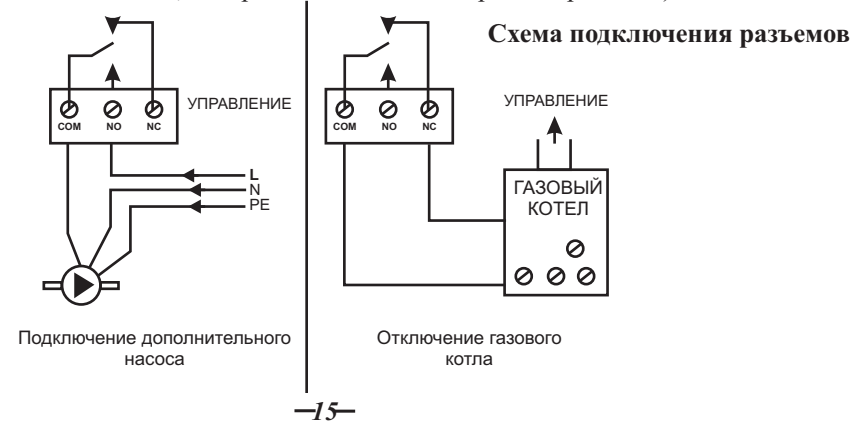 Схема подключения разъемов
УПРАВЛЕНИЕ
COM NO NC
L
N
PE
Подключение дополнительного
насоса
COM NO NC
УПРАВЛЕНИЕ
ГАЗОВЫЙ
КОТЕЛ
Отключение газового
котла
15